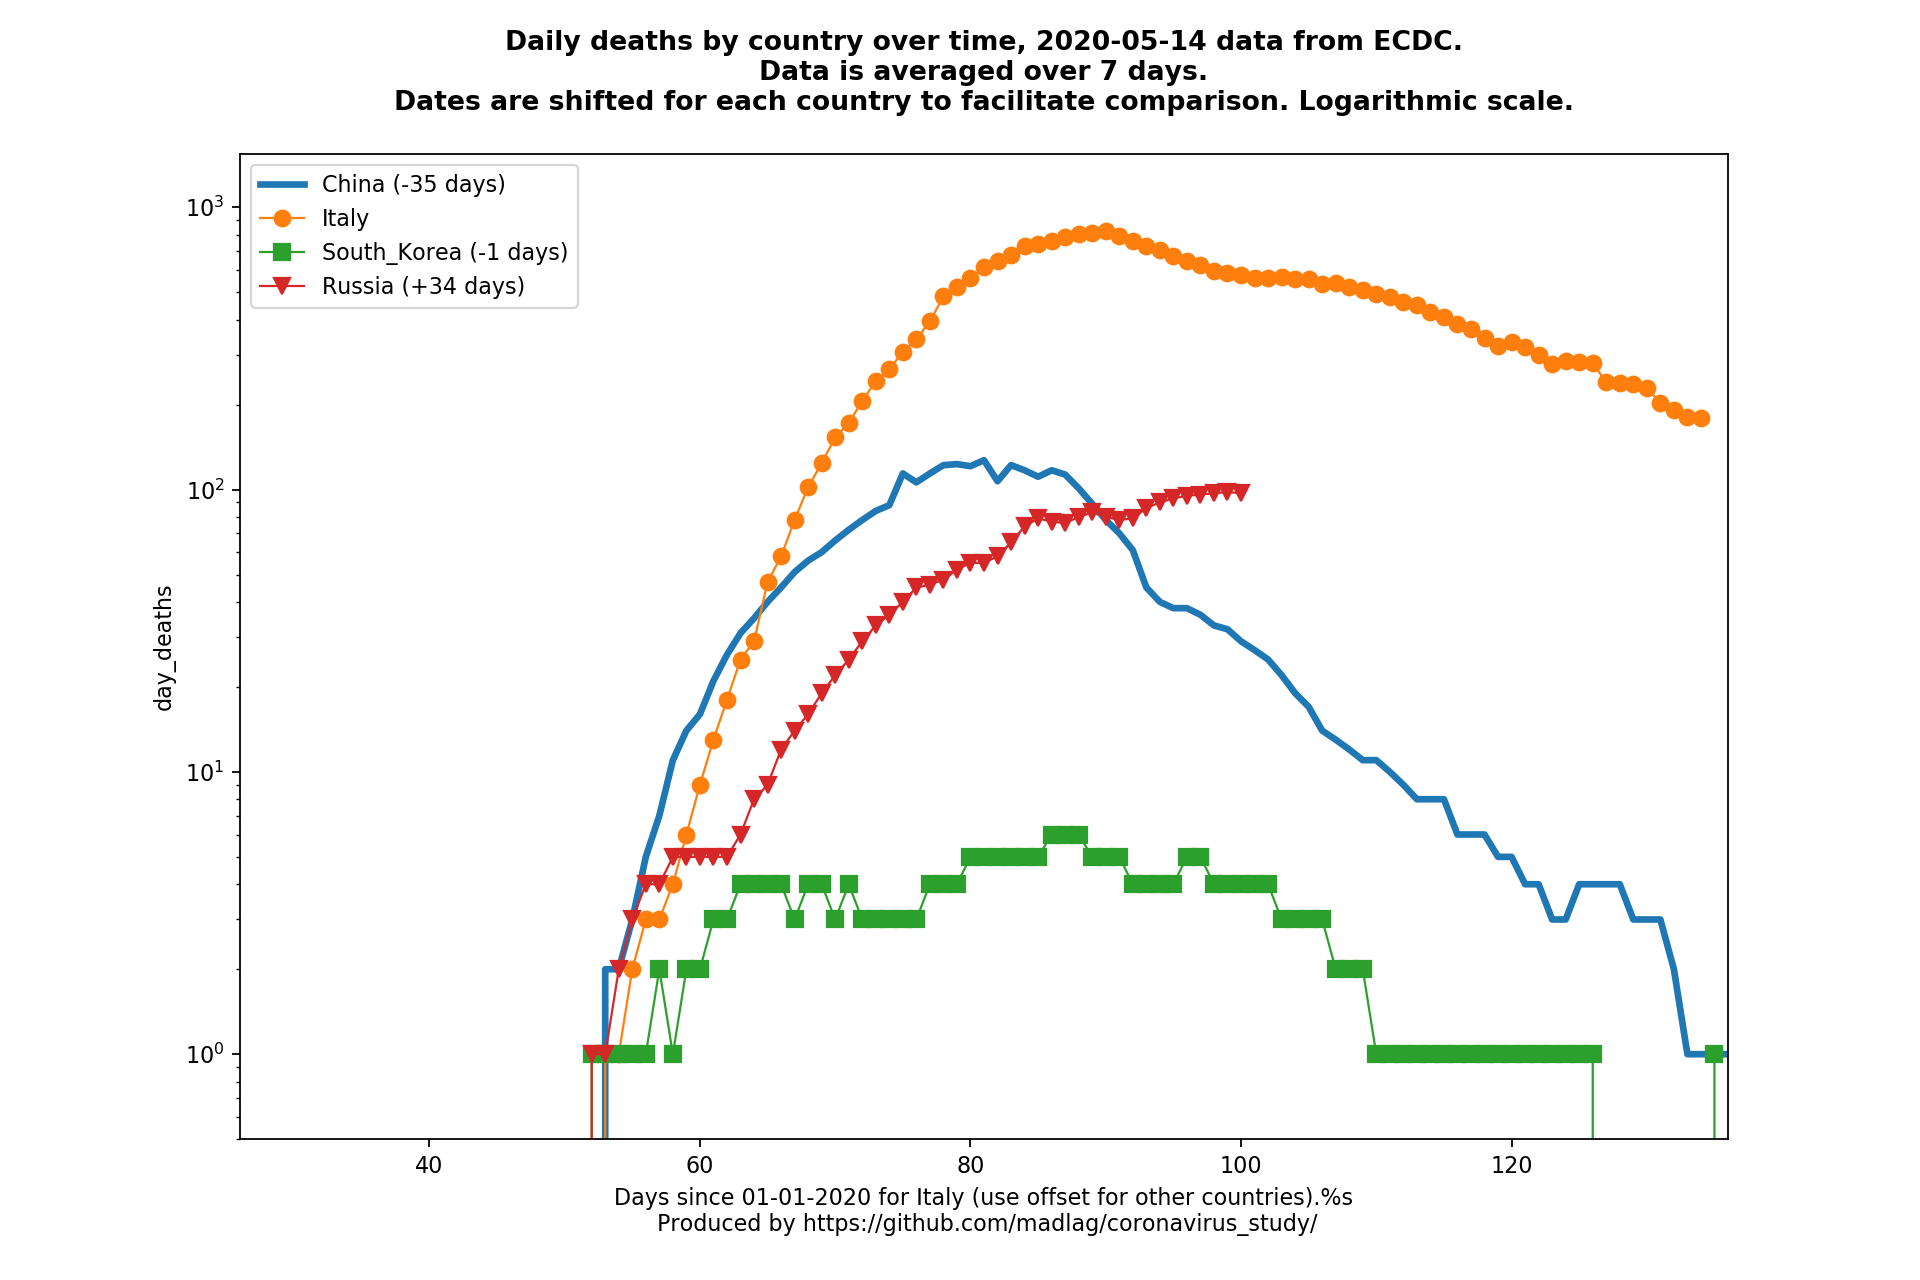 Daily deaths by country over time, 2020-05-14 data from ECDC.
Data is averaged over 7 days.
Dates are shifted for each country to facilitate comparison. Logarithmic scale.
China (-35 days)
Italy
South_Korea (-1 days)
Russia (+34 days)
day_deaths
10³
10²
10¹
10⁰
40 60 80 100 120
Days since 01-01-2020 for Italy (use offset for other countries).%s
Produced by https://github.com/madlag/coronavirus_study/